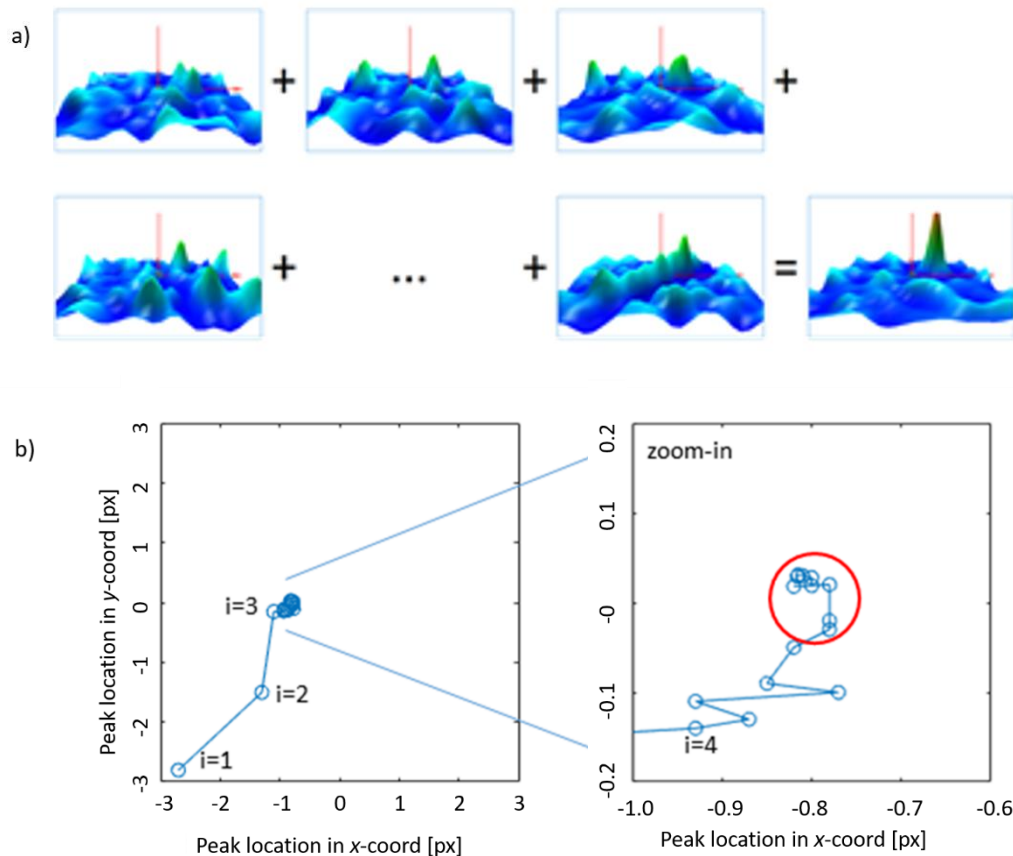 a)
+ + +
+ ... + =
b)
Peak location in y-coord [px]
3
2
1
0
-1
-2
-3
i=3
i=2
i=1
-3 -2 -1 0 1 2 3
Peak location in x-coord [px]
zoom-in
0.2
0.1
-0
-0.1
-0.2
i=4
-1.0 -0.9 -0.8 -0.7 -0.6
Peak location in x-coord [px]